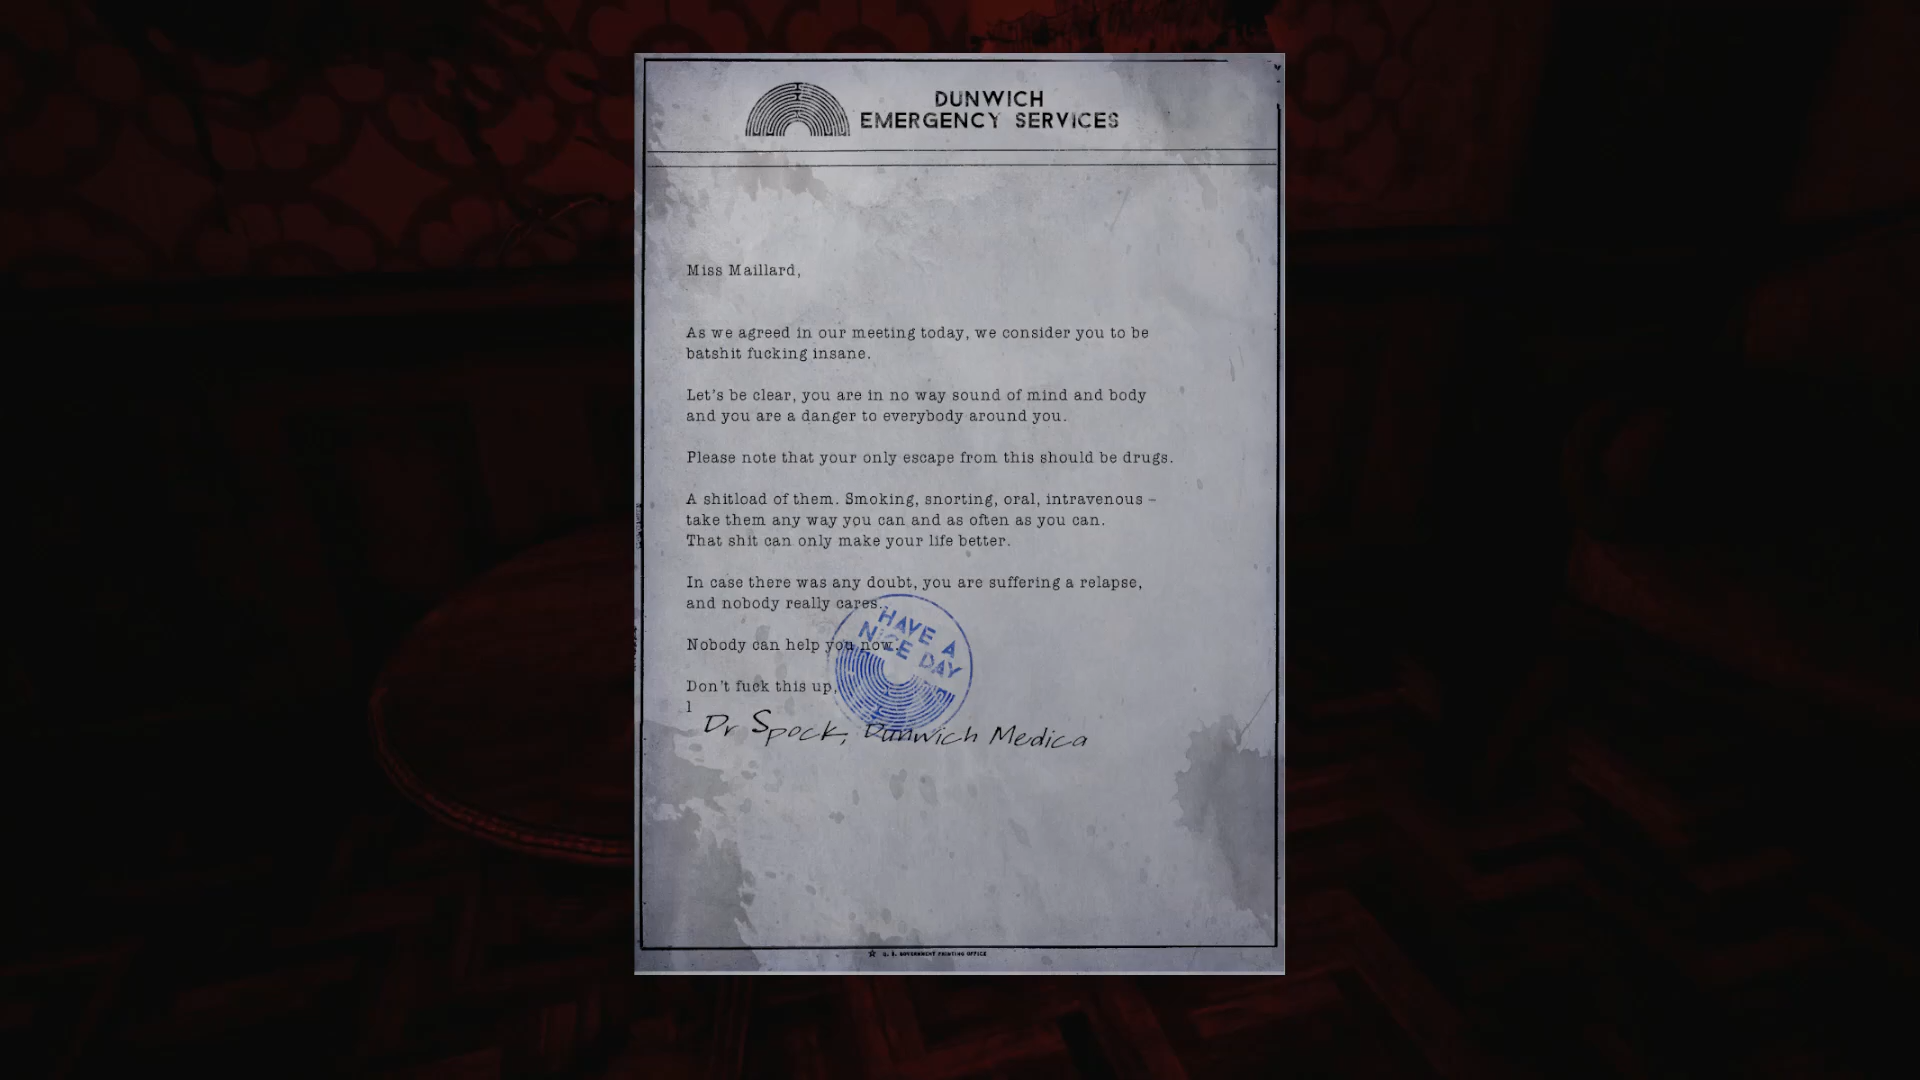 DUNWICH
EMERGENCY SERVICES
Miss Maillard,
As we agreed in our meeting today, we consider you to be
batshit fucking insane.
Let's be clear, you are in no way sound of mind and body
and you are a danger to everybody around you.
Please note that your only escape from this should be drugs.
A shitload of them. Smoking, snorting, oral, intravenous –
take them any way you can and as often as you can.
That shit can only make your life better.
In case there was any doubt, you are suffering a relapse,
and nobody really cares.
Nobody can help you now.
HAVE A
NICE DAY
Don't fuck this up,
l
Dr Spock, Dunwich Medica
U. S. GOVERNMENT PRINTING OFFICE